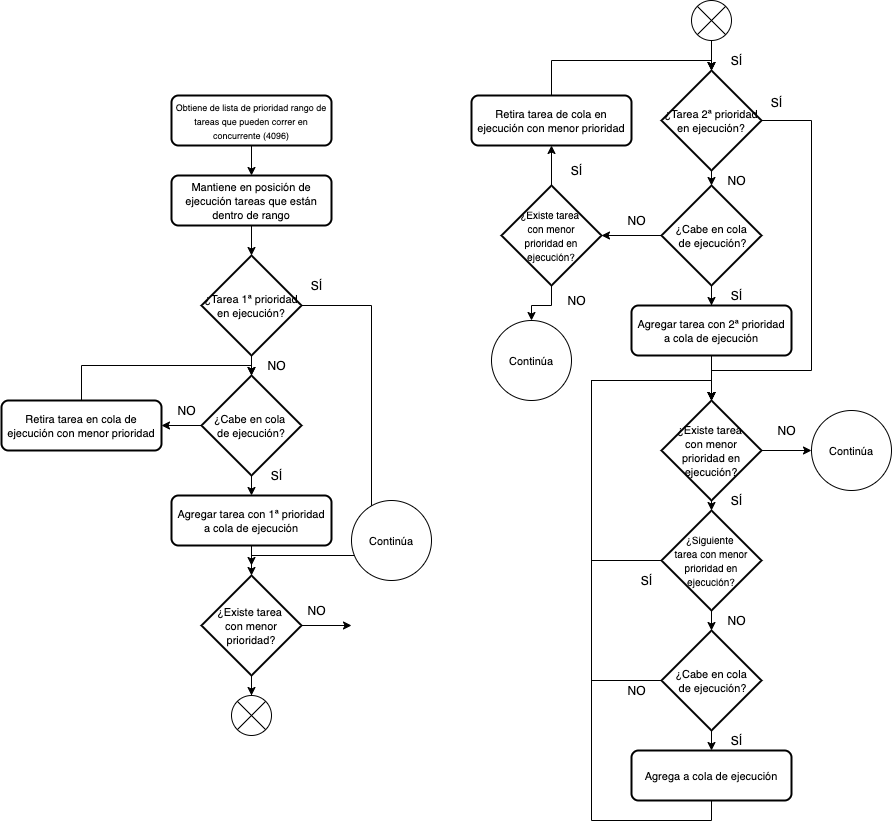 Obtiene de lista de prioridad rango de
tareas que pueden correr en
concurrente (4096)
Mantiene en posición de
ejecución tareas que están
dentro de rango
¿Tarea 1ª prioridad
en ejecución?
SÍ
NO
¿Cabe en cola
de ejecución?
NO
Retira tarea en cola de
ejecución con menor prioridad
SÍ
Agregar tarea con 1ª prioridad
a cola de ejecución
Continúa
¿Existe tarea
con menor
prioridad?
NO
SÍ
¿Tarea 2ª prioridad
en ejecución?
SÍ
Retira tarea de cola en
ejecución con menor prioridad
SÍ
NO
¿Cabe en cola
de ejecución?
NO
¿Existe tarea
con menor
prioridad en
ejecución?
NO
Continúa
SÍ
Agregar tarea con 2ª prioridad
a cola de ejecución
¿Existe tarea
con menor
prioridad en
ejecución?
NO
Continúa
SÍ
¿Siguiente
tarea con menor
prioridad en
ejecución?
SÍ
NO
¿Cabe en cola
de ejecución?
NO
SÍ
Agrega a cola de ejecución